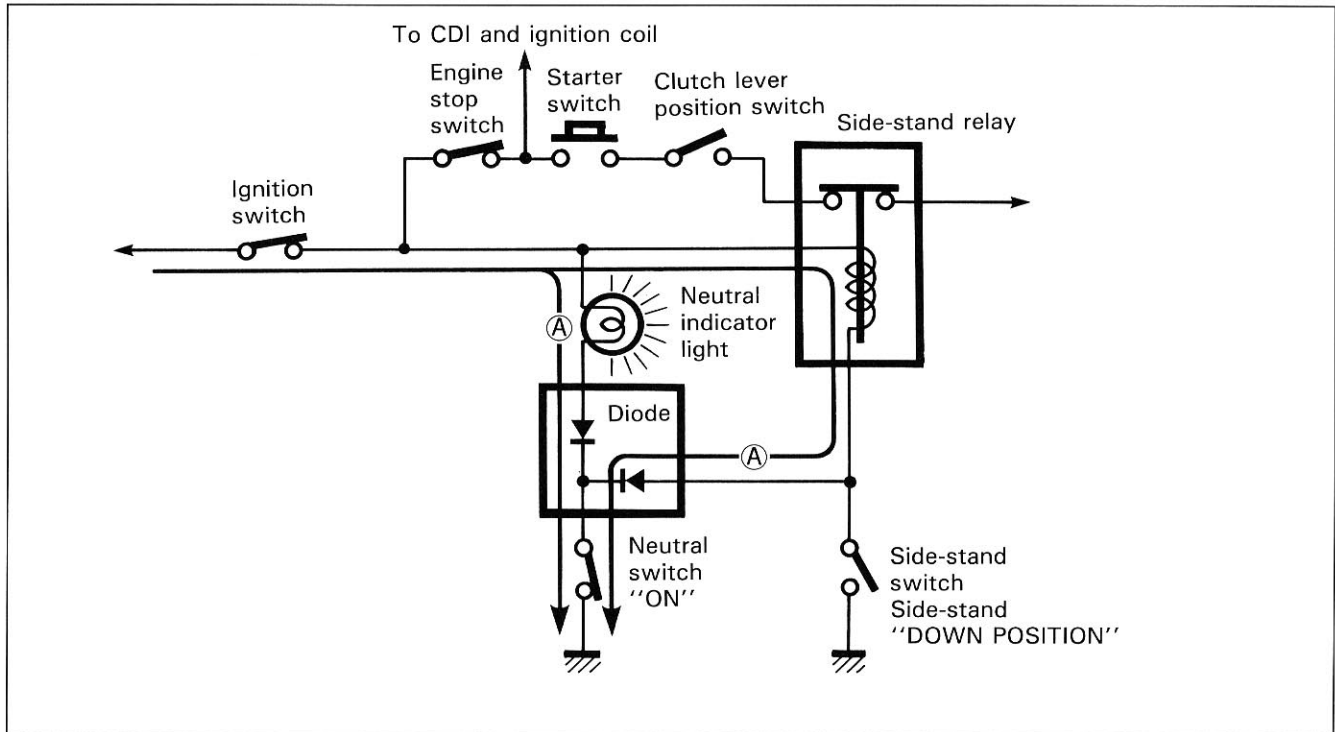 To CDI and ignition coil
Engine
stop
switch
Starter
switch
Clutch lever
position switch
Side-stand relay
Ignition
switch
A
Neutral
indicator
light
Diode
A
Neutral
switch
''ON''
Side-stand
switch
Side-stand
''DOWN POSITION''